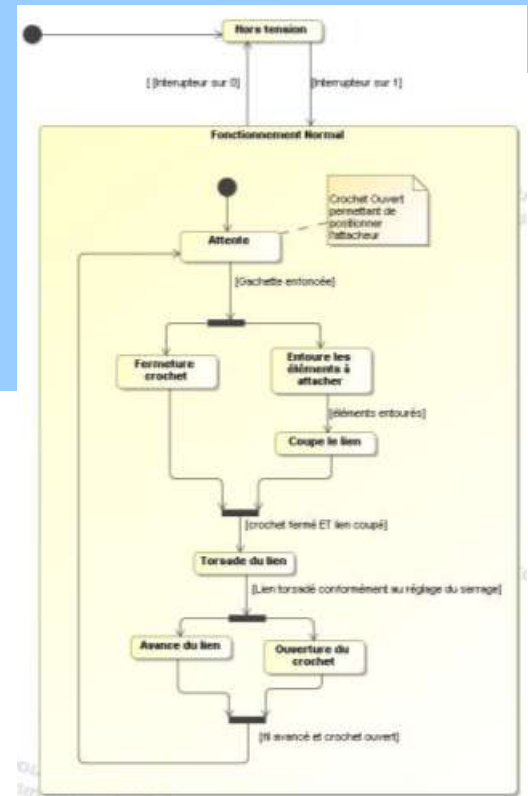 Hors tension
[ [Interupteur sur 0]
[Interrupteur sur 1]
Fonctionnement Normal
Crochet Ouvert
permettant de
positionner
l'attacheur
Attente
[Gachette enfoncée]
Fermeture
crochet
Entoure les
éléments à
attacher
[éléments entourés]
Coupe le lien
[crochet fermé ET lien coupé]
Torsade du lien
[Lien torsadé conformément au réglage du serrage]
Avance du lien
Ouverture du
crochet
[fil avancé et crochet ouvert]